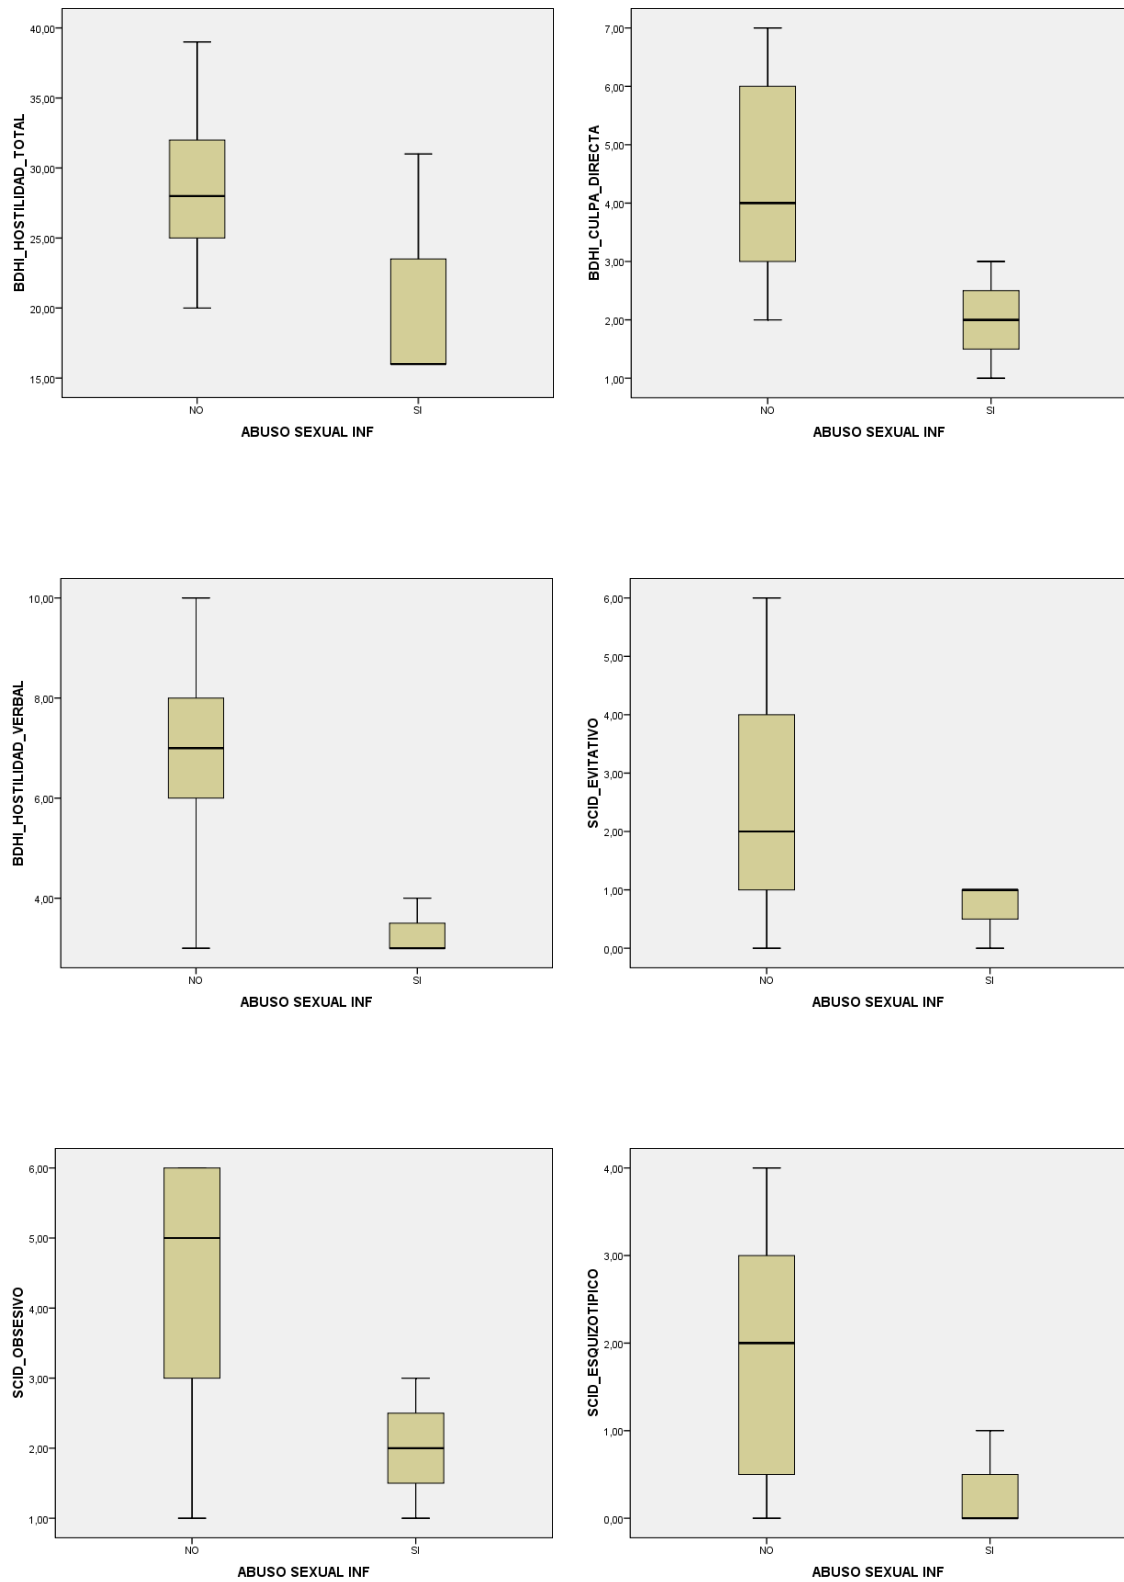 BDHI_HOSTILIDAD_TOTAL
40,00
35,00
30,00
25,00
20,00
15,00
NO SI
ABUSO SEXUAL INF
BDHI_CULPA_DIRECTA
7,00
6,00
5,00
4,00
3,00
2,00
1,00
NO SI
ABUSO SEXUAL INF
BDHI_HOSTILIDAD_VERBAL
10,00
8,00
6,00
4,00
NO SI
ABUSO SEXUAL INF
SCID_EVITATIVO
6,00
5,00
4,00
3,00
2,00
1,00
0,00
NO SI
ABUSO SEXUAL INF
SCID_OBSESIVO
6,00
5,00
4,00
3,00
2,00
1,00
NO SI
ABUSO SEXUAL INF
SCID_ESQUIZOTIPICO
4,00
3,00
2,00
1,00
0,00
NO SI
ABUSO SEXUAL INF